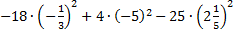 −18·(−1/3)² + 4·(−5)² − 25·(2 1/5)²